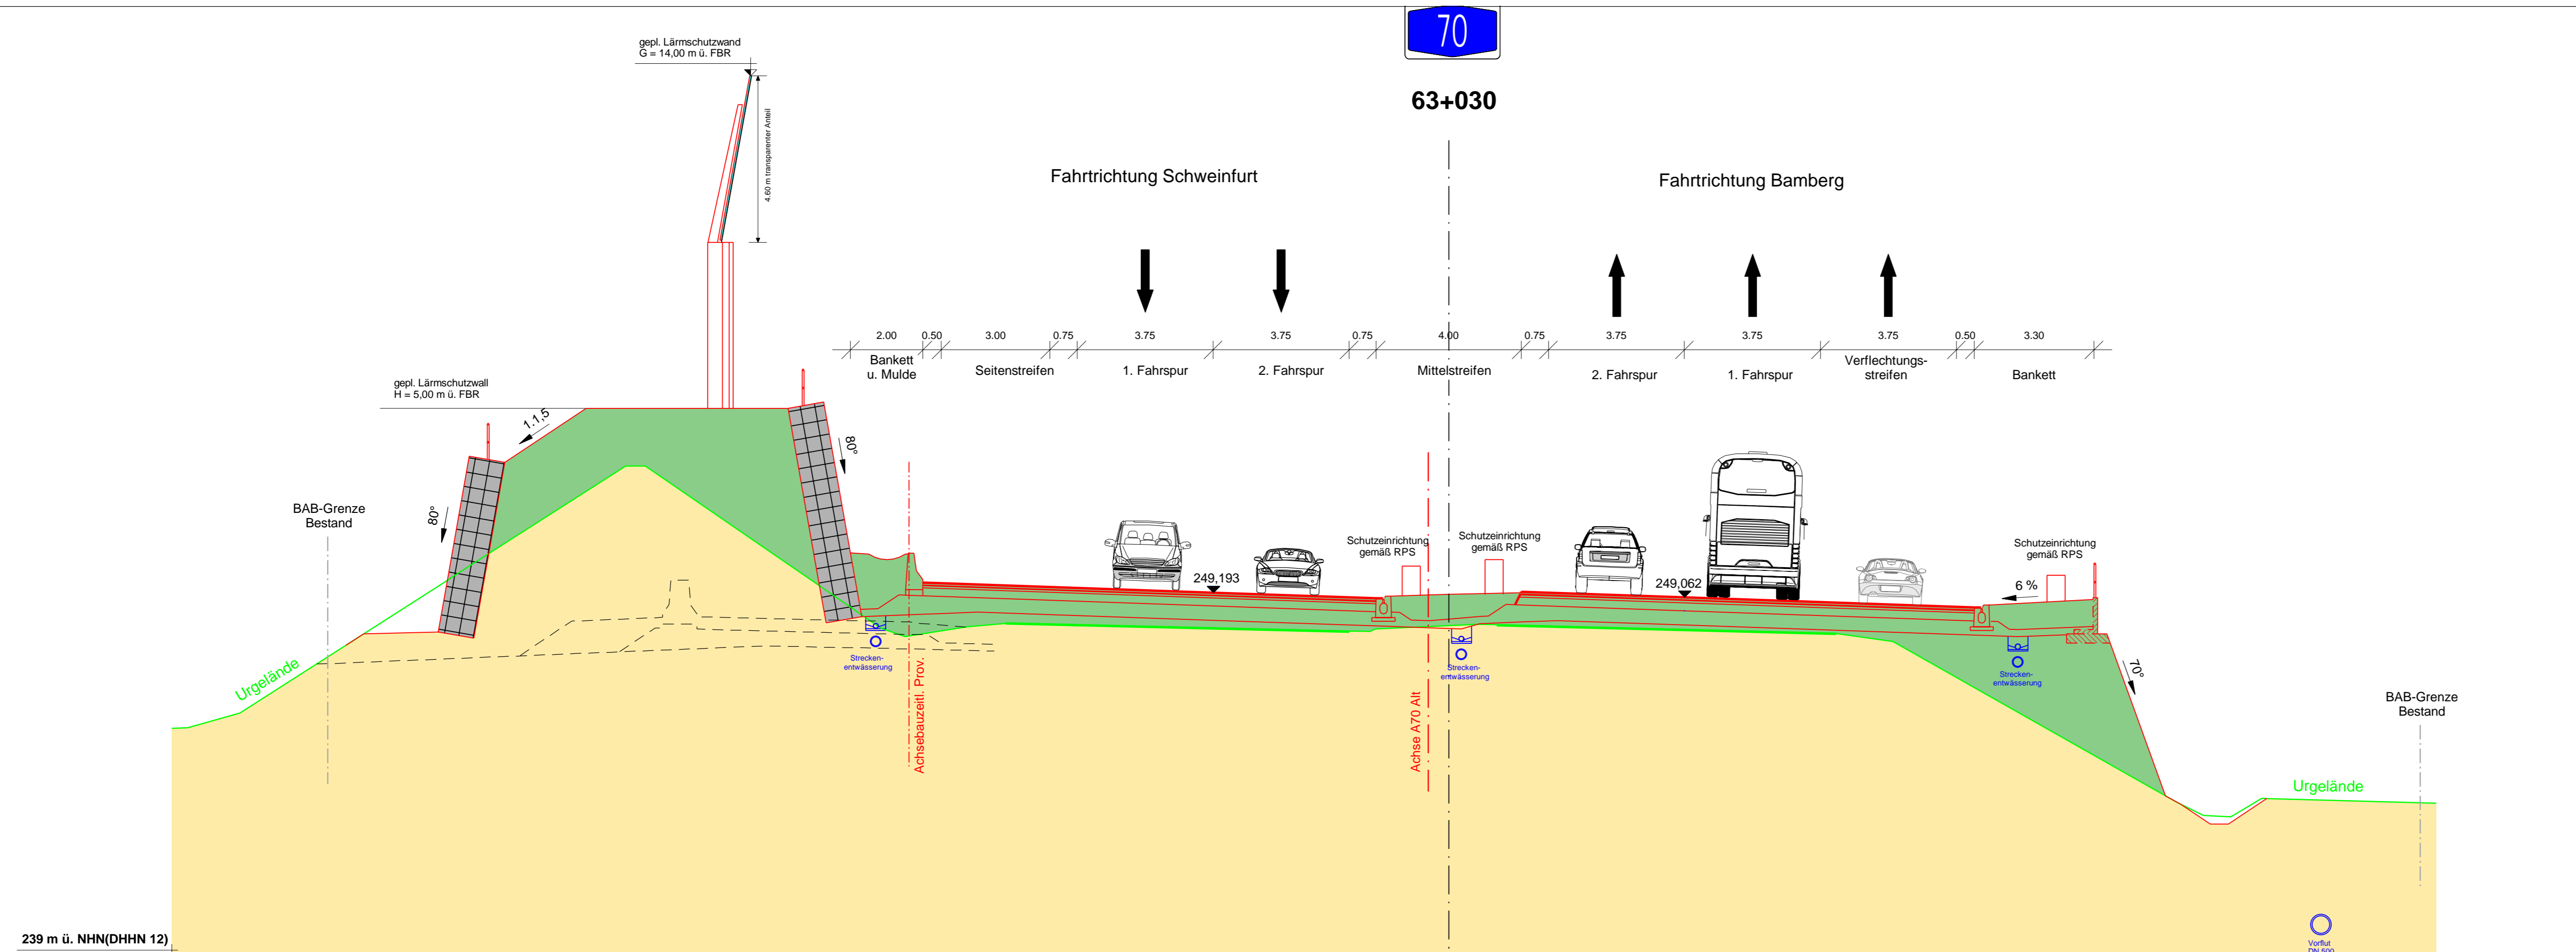 70
63+030
gepl. Lärmschutzwand
G = 14,00 m ü. FBR
4.60 m transparenter Anteil
Fahrtrichtung Schweinfurt
Fahrtrichtung Bamberg
2.00 0.50 3.00 0.75 3.75 3.75 0.75 4.00 0.75 3.75 3.75 3.75 0.50 3.30
Bankett
u. Mulde
Seitenstreifen
1. Fahrspur
2. Fahrspur
Mittelstreifen
2. Fahrspur
1. Fahrspur
Verflechtungs-
streifen
Bankett
gepl. Lärmschutzwall
H = 5,00 m ü. FBR
1.1,5
80°
80°
BAB-Grenze
Bestand
Schutzeinrichtung
gemäß RPS
Schutzeinrichtung
gemäß RPS
Schutzeinrichtung
gemäß RPS
249,193
249,062
6 %
Strecken-
entwässerung
Strecken-
entwässerung
Strecken-
entwässerung
Urgelände
Achsebauzeitl. Prov.
Achse A70 Alt
70°
BAB-Grenze
Bestand
Urgelände
239 m ü. NHN(DHHN 12)
Vorflut
DN 500